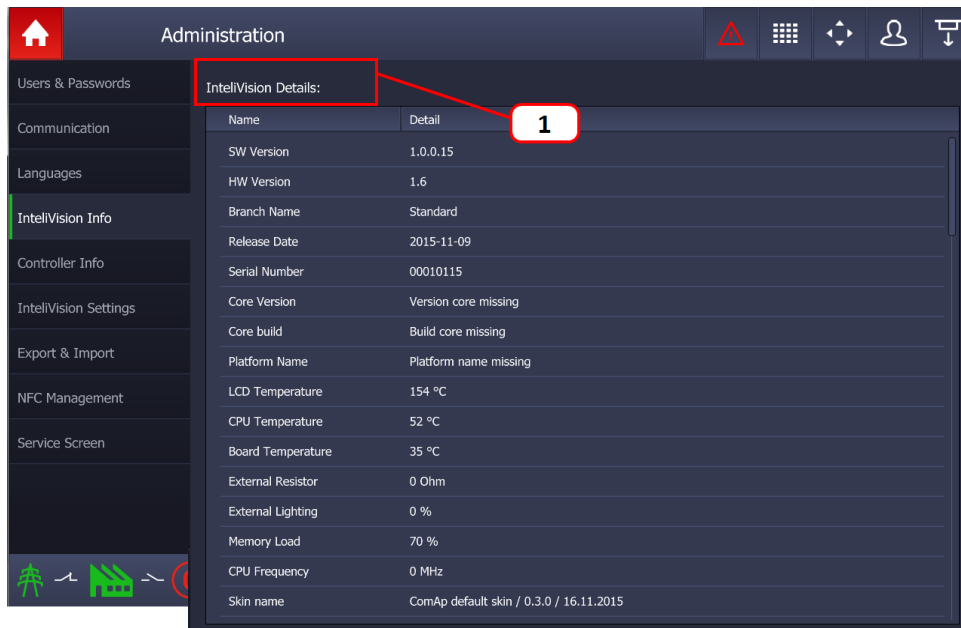 Administration
Users & Passwords
Communication
Languages
InteliVision Info
Controller Info
InteliVision Settings
Export & Import
NFC Management
Service Screen
InteliVision Details:
1
Name Detail
SW Version 1.0.0.15
HW Version 1.6
Branch Name Standard
Release Date 2015-11-09
Serial Number 00010115
Core Version Version core missing
Core build Build core missing
Platform Name Platform name missing
LCD Temperature 154 °C
CPU Temperature 52 °C
Board Temperature 35 °C
External Resistor 0 Ohm
External Lighting 0 %
Memory Load 70 %
CPU Frequency 0 MHz
Skin name ComAp default skin / 0.3.0 / 16.11.2015